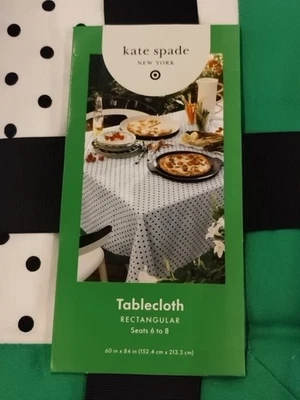 kate spade
NEW YORK
Tablecloth
RECTANGULAR
Seats 6 to 8
60 in x 84 in (152.4 cm x 213.3 cm)